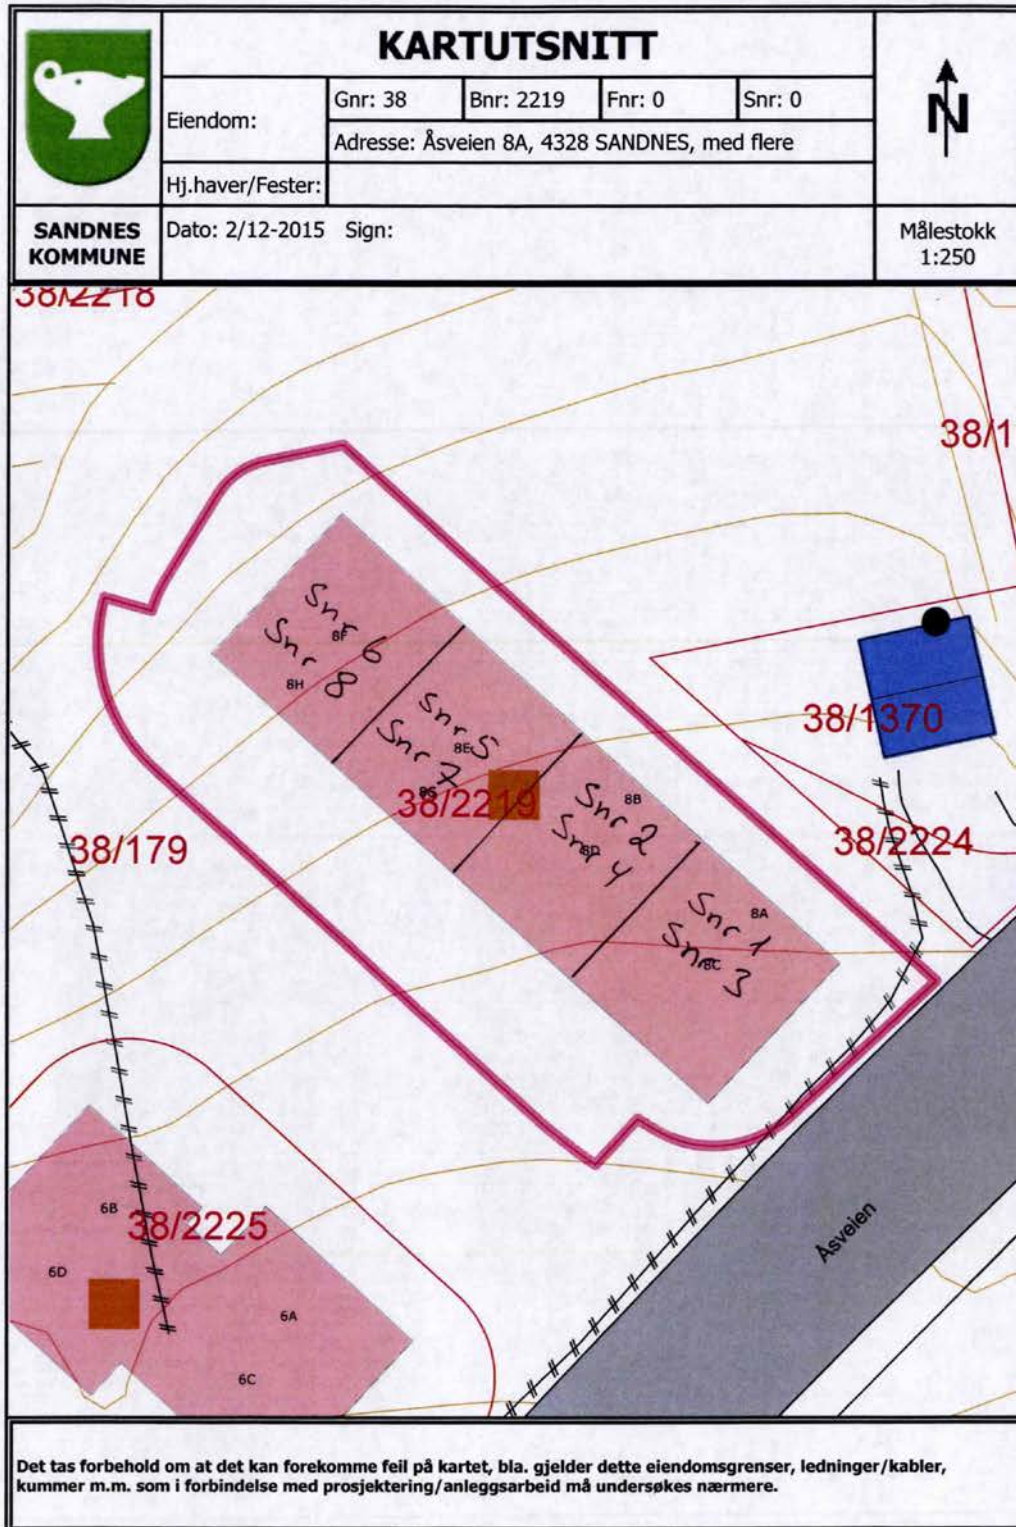 KARTUTSNITT
N
Eiendom:
Gnr: 38
Bnr: 2219
Fnr: 0
Snr: 0
Adresse: Åsveien 8A, 4328 SANDNES, med flere
Hj.haver/Fester:
SANDNES
KOMMUNE
Dato: 2/12-2015 Sign:
Målestokk
1:250
38/2218
38/1
Snr 6
8F
Snr 8
8H
Snr 5
8E
Snr 7
8G
38/2219
Snr 2
8B
Snr 4
8D
Snr 1
8A
Snr 3
8C
38/1370
38/2224
38/179
38/2225
6B
6D
6A
6C
Åsveien
Det tas forbehold om at det kan forekomme feil på kartet, bla. gjelder dette eiendomsgrenser, ledninger/kabler,
kummer m.m. som i forbindelse med prosjektering/anleggsarbeid må undersøkes nærmere.